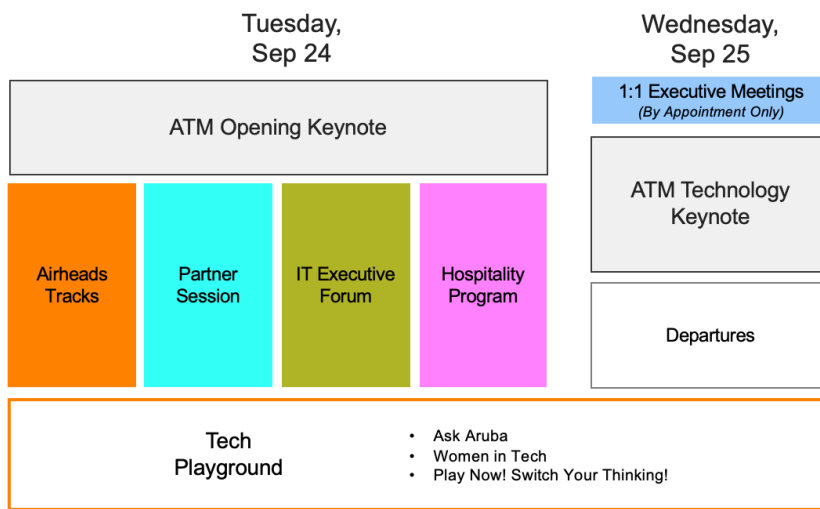 Tuesday,
Sep 24
Wednesday,
Sep 25
ATM Opening Keynote
1:1 Executive Meetings
(By Appointment Only)
ATM Technology
Keynote
Airheads
Tracks
Partner
Session
IT Executive
Forum
Hospitality
Program
Departures
Tech
Playground
• Ask Aruba
• Women in Tech
• Play Now! Switch Your Thinking!